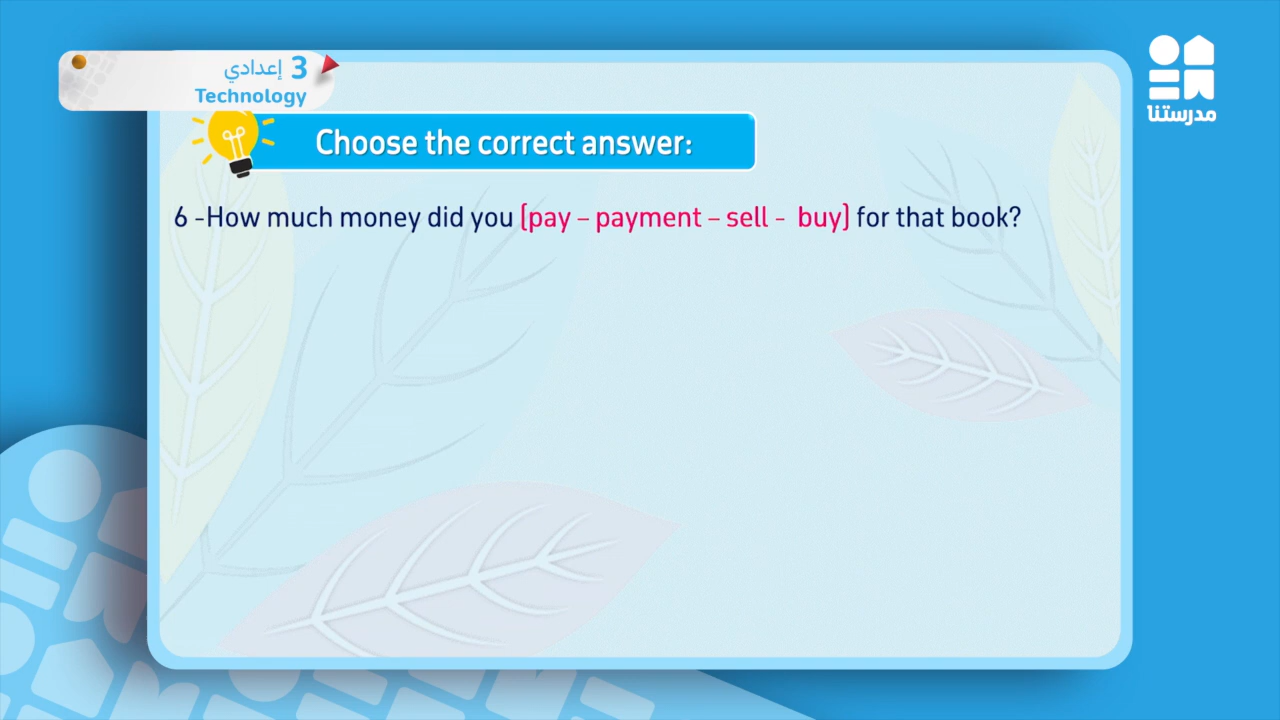 3 إعدادي
Technology
مدرستنا
Choose the correct answer:
6 -How much money did you (pay – payment – sell - buy) for that book?